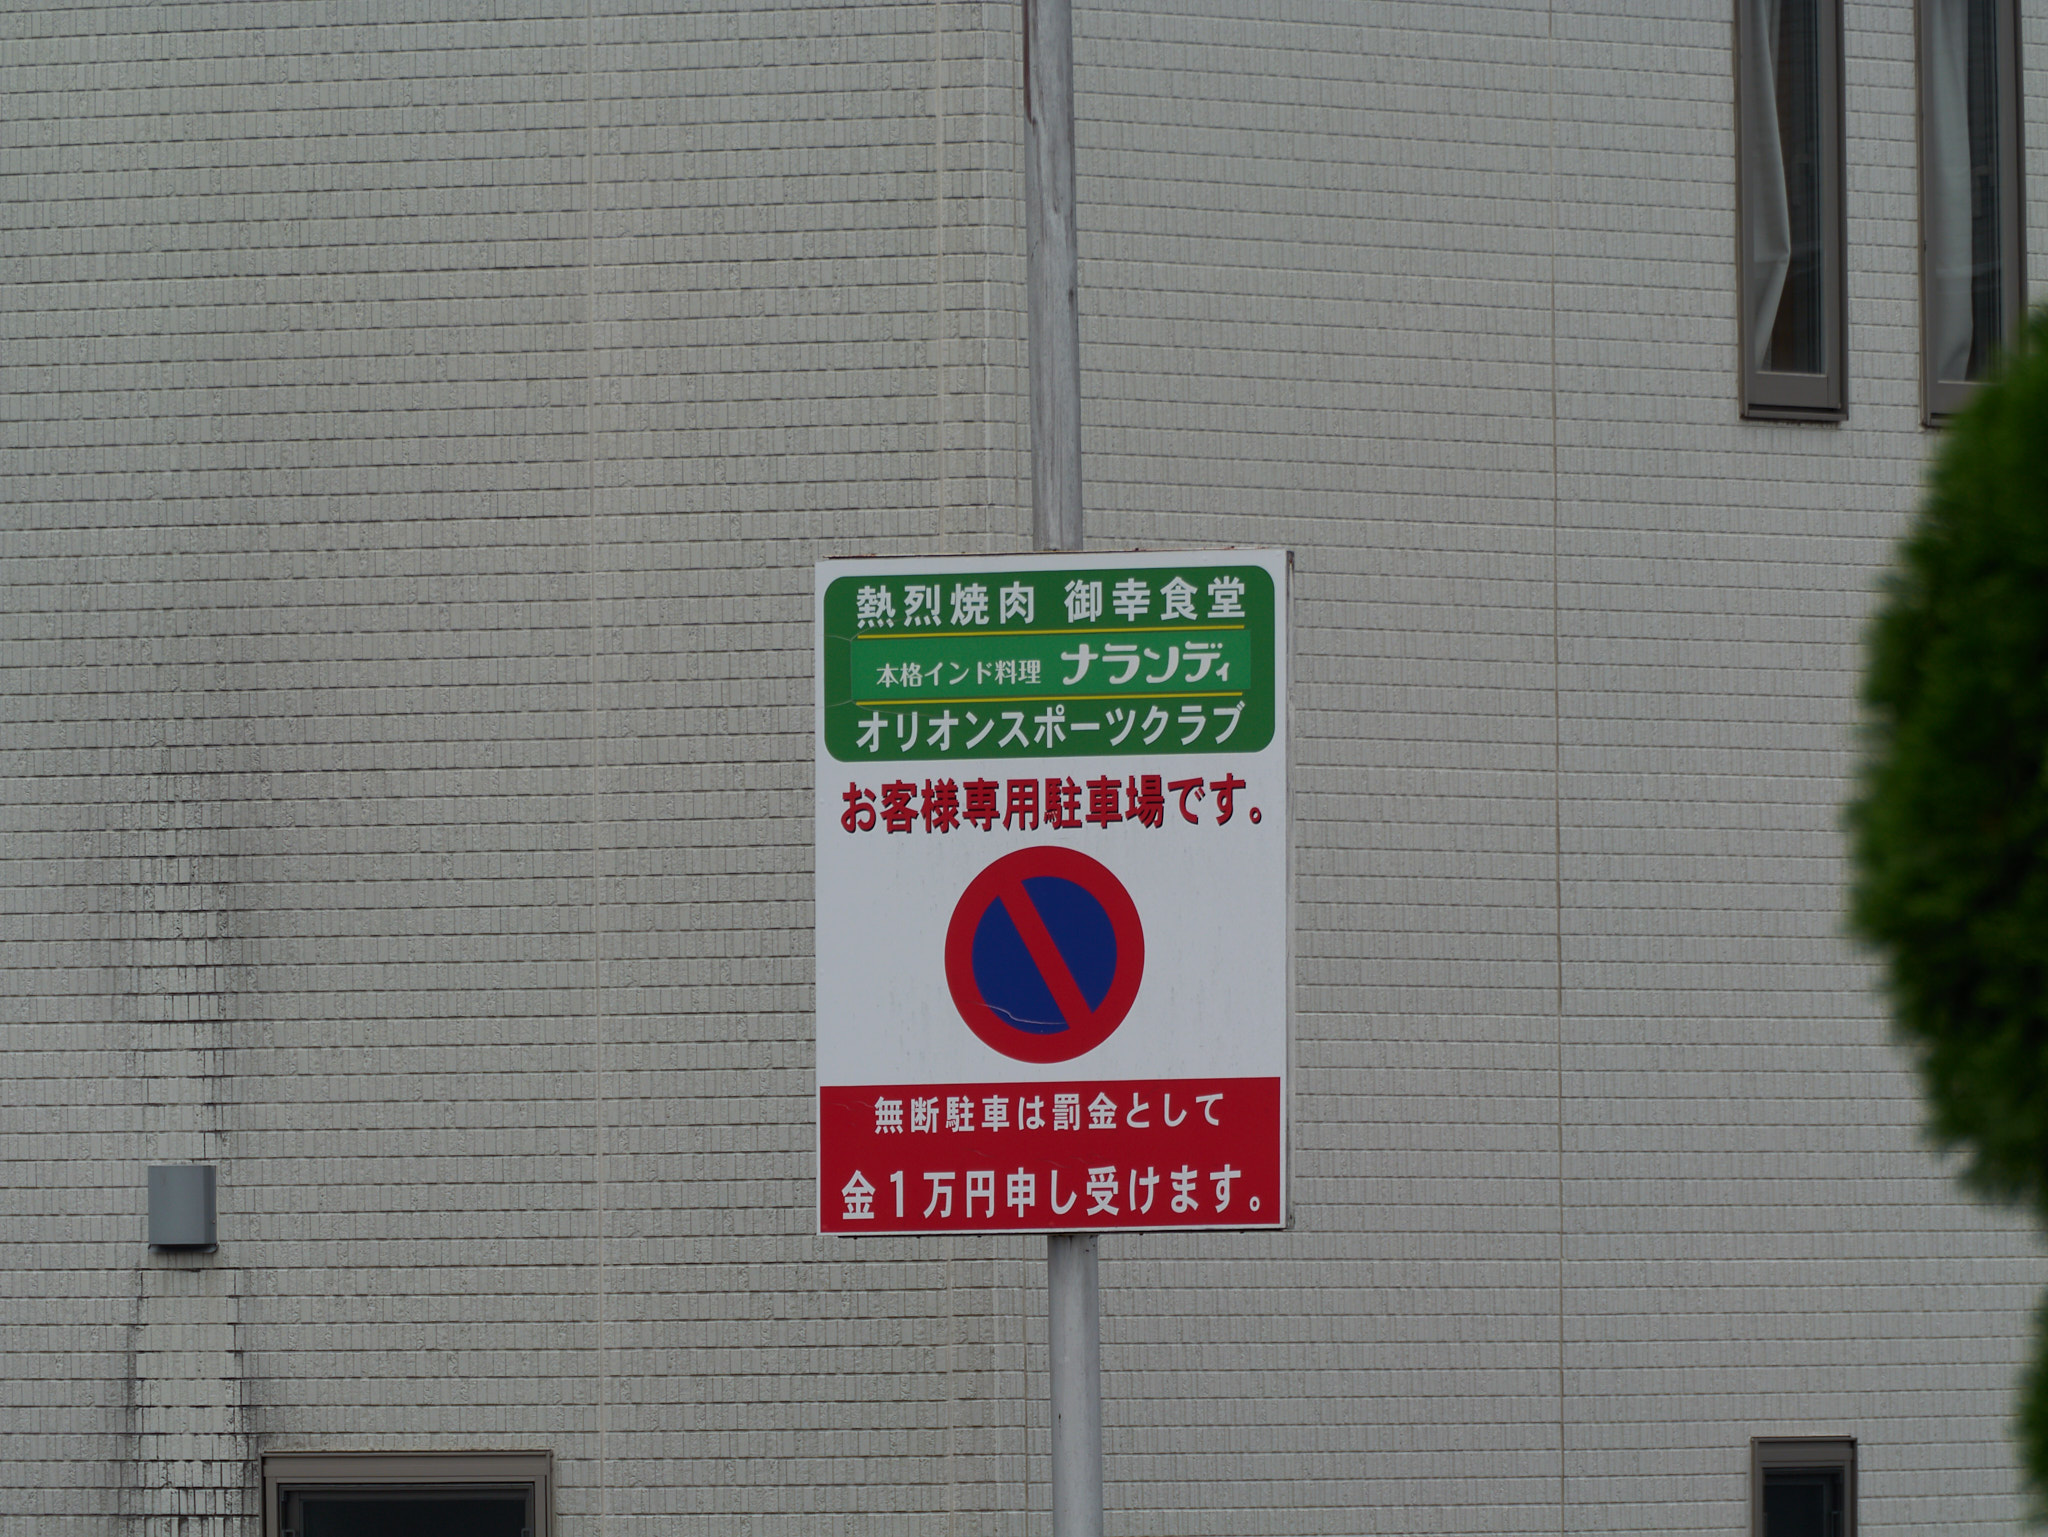 熱烈焼肉 御幸食堂
本格インド料理 ナランディ
オリオンスポーツクラブ
お客様専用駐車場です。
無断駐車は罰金として
金1万円申し受けます。